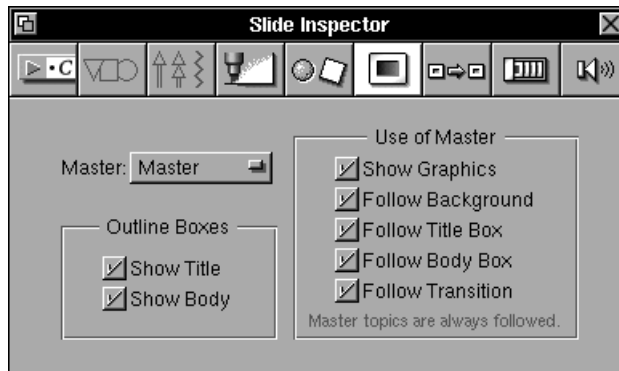 Slide Inspector
·C
Master: Master
Outline Boxes
Show Title
Show Body
Use of Master
Show Graphics
Follow Background
Follow Title Box
Follow Body Box
Follow Transition
Master topics are always followed.